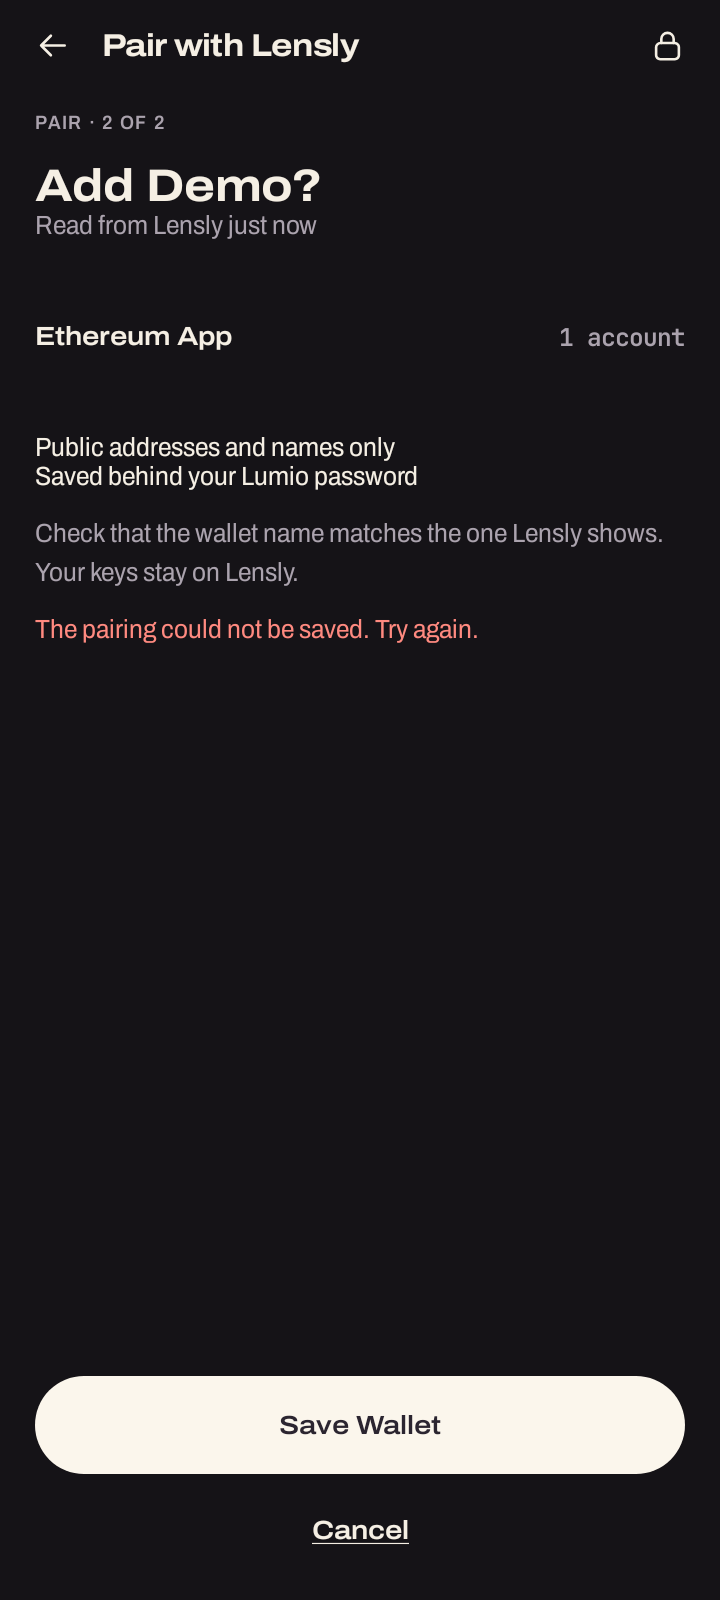 Pair with Lensly
PAIR · 2 OF 2
Add Demo?
Read from Lensly just now
Ethereum App
1 account
Public addresses and names only
Saved behind your Lumio password
Check that the wallet name matches the one Lensly shows.
Your keys stay on Lensly.
The pairing could not be saved. Try again.
Save Wallet
Cancel